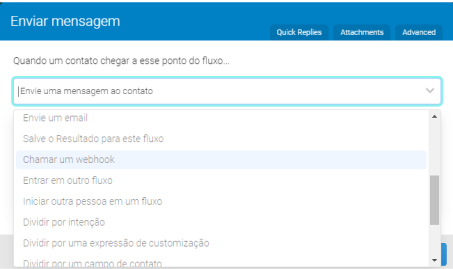 Enviar mensagem
Quick Replies
Attachments
Advanced
Quando um contato chegar a esse ponto do fluxo...
Envie uma mensagem ao contato
Envie um email
Salve o Resultado para este fluxo
Chamar um webhook
Entrar em outro fluxo
Iniciar outra pessoa em um fluxo
Dividir por intenção
Dividir por uma expressão de customização
Dividir por um campo de contato